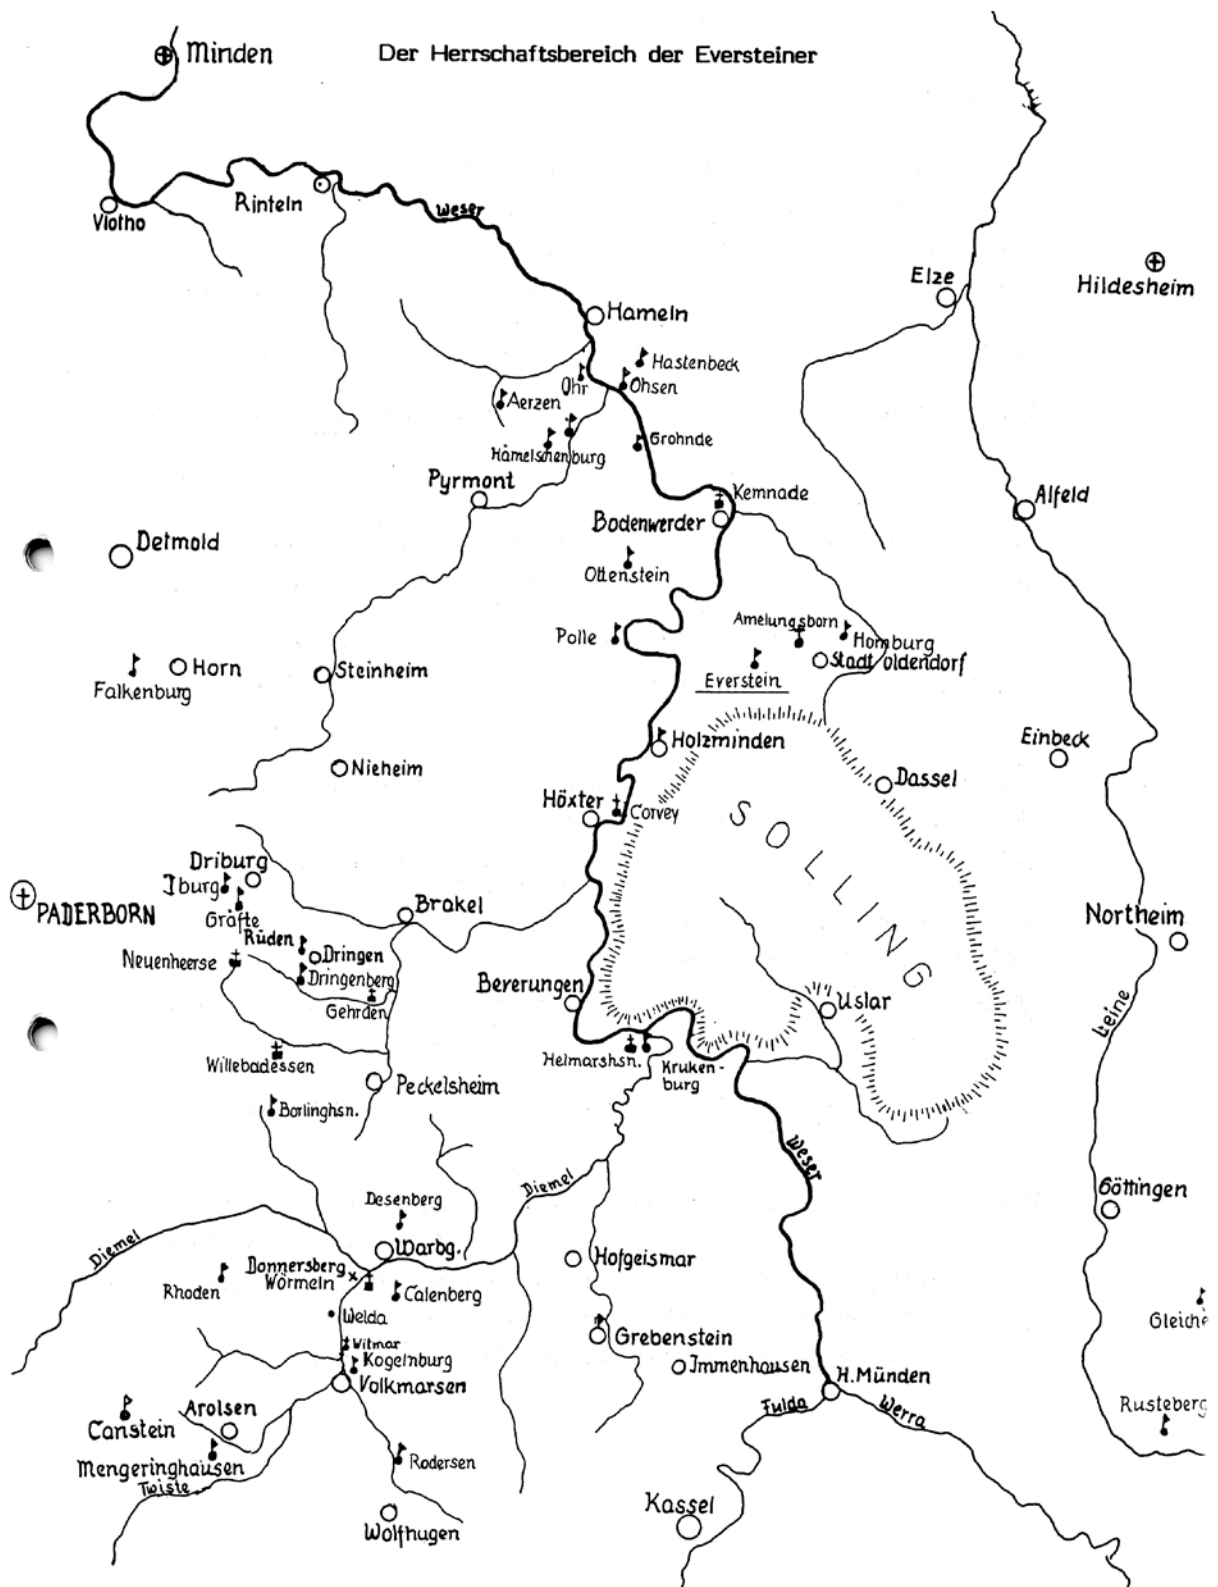 Minden
Der Herrschaftsbereich der Eversteiner
Vlotho
Rinteln
Weser
Elze
Hildesheim
Hameln
Hastenbeck
Ohr
Ohsen
Aerzen
Grohnde
Hämelschenburg
Pyrmont
Kemnade
Alfeld
Bodenwerder
Detmold
Ottenstein
Amelungsborn
Polle
Homburg
Horn
Stadtoldendorf
Falkenburg
Steinheim
Everstein
Holzminden
Einbeck
Nieheim
Dassel
Höxter
Corvey
SOLLING
Driburg
Jburg
PADERBORN
Gräfte
Brakel
Northeim
Rüden
Neuenheerse
Dringen
Dringenberg
Gehrden
Beverungen
Uslar
Leine
Willebadessen
Helmarshsn.
Kruken-
burg
Peckelsheim
Borlinghsn.
Weser
Diemel
Göttingen
Desenberg
Diemel
Warbg.
Hofgeismar
Donnersberg
Wörmeln
Rhoden
Calenberg
Welda
Gleiche
Witmar
Grebenstein
Kogelnburg
Immenhausen
Volkmarsen
H.Münden
Arolsen
Fulda
Werra
Rusteberg
Canstein
Mengeringhausen
Rodersen
Twiste
Kassel
Wolfhugen